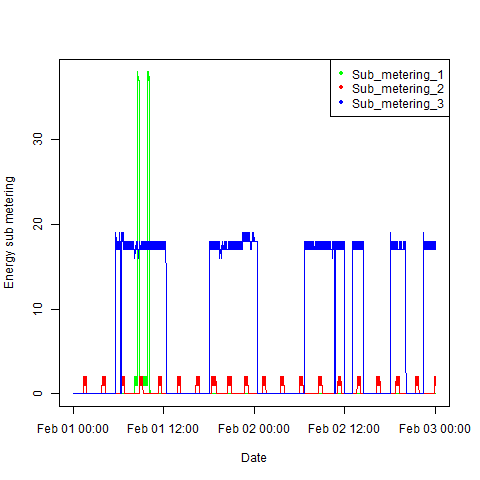 Sub_metering_1
Sub_metering_2
Sub_metering_3
Energy sub metering
30
20
10
0
Feb 01 00:00 Feb 01 12:00 Feb 02 00:00 Feb 02 12:00 Feb 03 00:00
Date